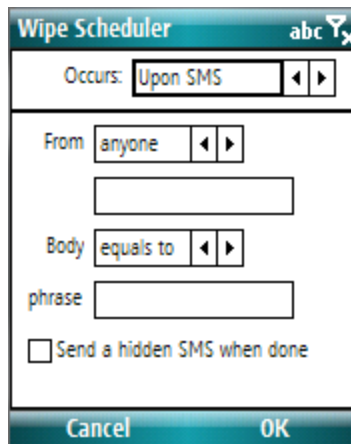 Wipe Scheduler abc
Occurs: Upon SMS
From anyone
Body equals to
phrase
Send a hidden SMS when done
Cancel OK